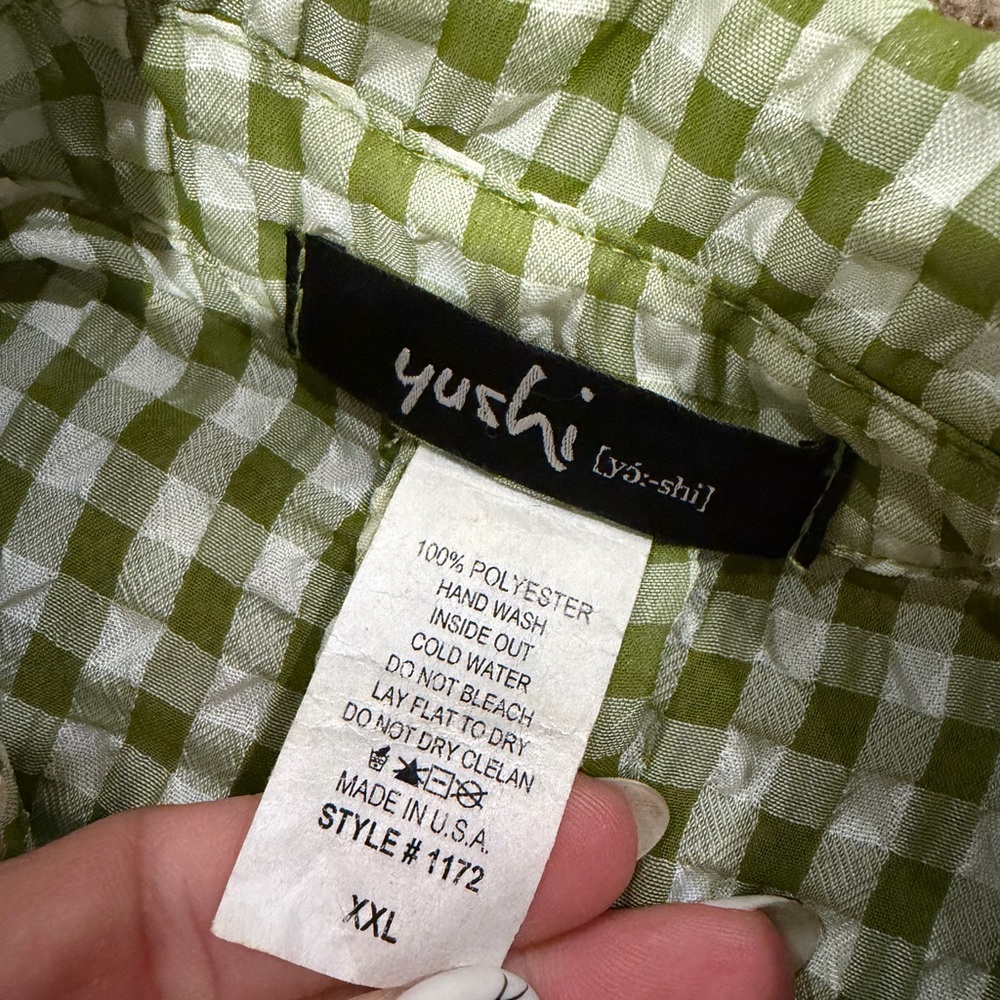 yushi [yó:-shi]
100% POLYESTER
HAND WASH
INSIDE OUT
COLD WATER
DO NOT BLEACH
LAY FLAT TO DRY
DO NOT DRY CLELAN
MADE IN U.S.A.
STYLE # 1172
XXL